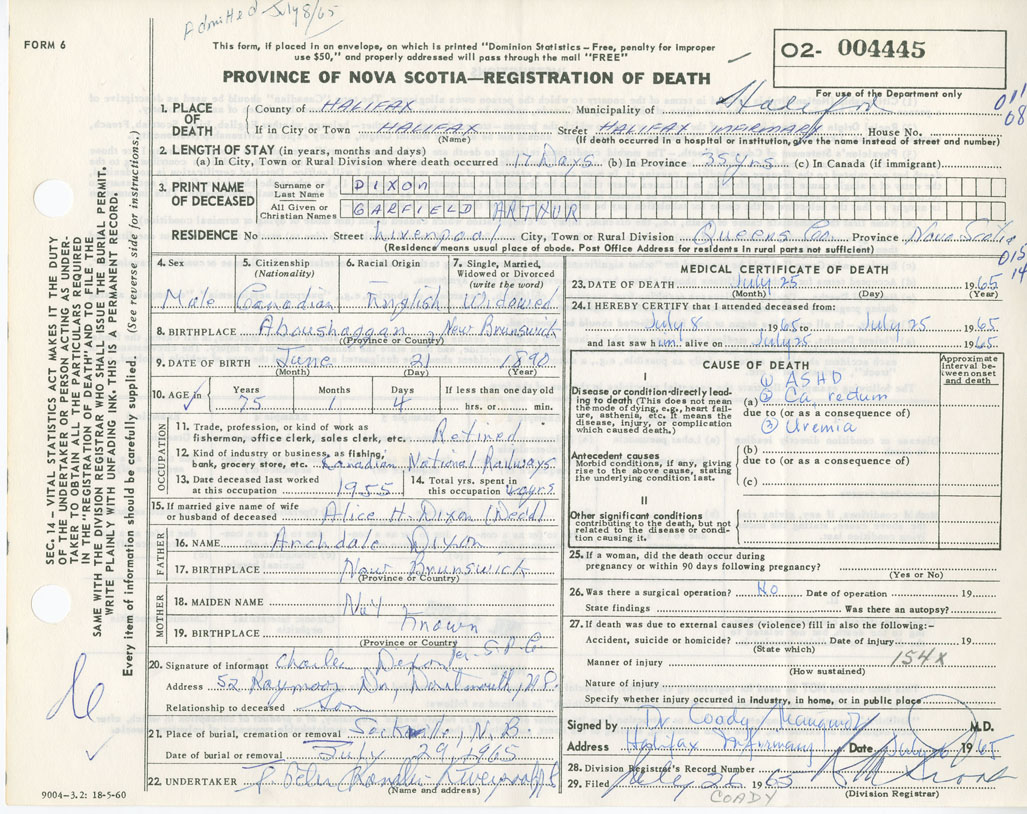 Admitted July 8/65
FORM 6
This form, if placed in an envelope, on which is printed "Dominion Statistics – Free, penalty for improper
use $50," and properly addressed will pass through the mail "FREE"
02- 004445
For use of the Department only
PROVINCE OF NOVA SCOTIA—REGISTRATION OF DEATH
011
08
1. PLACE OF DEATH
County of HALIFAX Municipality of Halifax
If in City or Town HALIFAX Street HALIFAX INFIRMARY House No.
(Name) (If death occurred in a hospital or institution, give the name instead of street and number)
2. LENGTH OF STAY (in years, months and days)
(a) In City, Town or Rural Division where death occurred 17 Days (b) In Province 35 yrs (c) In Canada (if immigrant)
3. PRINT NAME OF DECEASED
Surname or Last Name DIXON
All Given or Christian Names GARFIELD ARTHUR
RESIDENCE No Street Liverpool City, Town or Rural Division Queens Co. Province Nova Scotia
(Residence means usual place of abode. Post Office Address for residents in rural parts not sufficient)
015
14
4. Sex 5. Citizenship (Nationality) 6. Racial Origin 7. Single, Married, Widowed or Divorced (write the word)
Male Canadian English Widowed
8. BIRTHPLACE Aboushaggan, New Brunswick
(Province or Country)
9. DATE OF BIRTH June 21 1890
(Month) (Day) (Year)
10. AGE in Years Months Days If less than one day old
75 1 4 hrs. or min.
OCCUPATION
11. Trade, profession, or kind of work as
fisherman, office clerk, sales clerk, etc. Retired
12. Kind of industry or business, as fishing,
bank, grocery store, etc. Canadian National Railways
13. Date deceased last worked at this occupation 1955 14. Total yrs. spent in this occupation yrs
15. If married give name of wife
or husband of deceased Alice H. Dixon (Decd)
FATHER
16. NAME Archdale Dixon
17. BIRTHPLACE New Brunswick
(Province or Country)
MOTHER
18. MAIDEN NAME Not
Known
19. BIRTHPLACE
(Province or Country)
20. Signature of informant Charles Dixon per S.P.C.
Address 52 Raymoor Dr, Dartmouth, N.S.
Relationship to deceased Son
21. Place of burial, cremation or removal Sackville, N.B.
Date of burial or removal July 29, 1965
22. UNDERTAKER
(Name and address)
MEDICAL CERTIFICATE OF DEATH
23. DATE OF DEATH July 25 1965
(Month) (Day) (Year)
24. I HEREBY CERTIFY that I attended deceased from:
July 8, 1965 to July 25 1965
and last saw him alive on July 25 1965.
CAUSE OF DEATH
Approximate interval between onset and death
I
Disease or condition directly leading to death (This does not mean the mode of dying, e.g., heart failure, asthenia, etc. It means the disease, injury, or complication which caused death.)
① ASHD
(a) ② Ca. rectum
due to (or as a consequence of)
③ Uremia
Antecedent causes
Morbid conditions, if any, giving rise to the above cause, stating the underlying condition last.
(b)
due to (or as a consequence of)
(c)
II
Other significant conditions
contributing to the death, but not related to the disease or condition causing it.
25. If a woman, did the death occur during
pregnancy or within 90 days following pregnancy?
(Yes or No)
26. Was there a surgical operation? No Date of operation 19
State findings Was there an autopsy?
27. If death was due to external causes (violence) fill in also the following:–
Accident, suicide or homicide? Date of injury 19
(State which)
Manner of injury 154X
(How sustained)
Nature of injury
Specify whether injury occurred in industry, in home, or in public place
Signed by Dr Coady M.D.
Address Halifax Infirmary Date July 26 1965
28. Division Registrar's Record Number
29. Filed July 26 1965
COADY (Division Registrar)
SEC. 14 – VITAL STATISTICS ACT MAKES IT THE DUTY
OF THE UNDERTAKER OR PERSON ACTING AS UNDER-
TAKER TO OBTAIN ALL THE PARTICULARS REQUIRED
IN THE "REGISTRATION OF DEATH" AND TO FILE THE
SAME WITH THE DIVISION REGISTRAR WHO SHALL ISSUE THE BURIAL PERMIT.
WRITE PLAINLY WITH UNFADING INK. THIS IS A PERMANENT RECORD.
Every item of information should be carefully supplied. (See reverse side for instructions.)
9004–3.2: 18-5-60